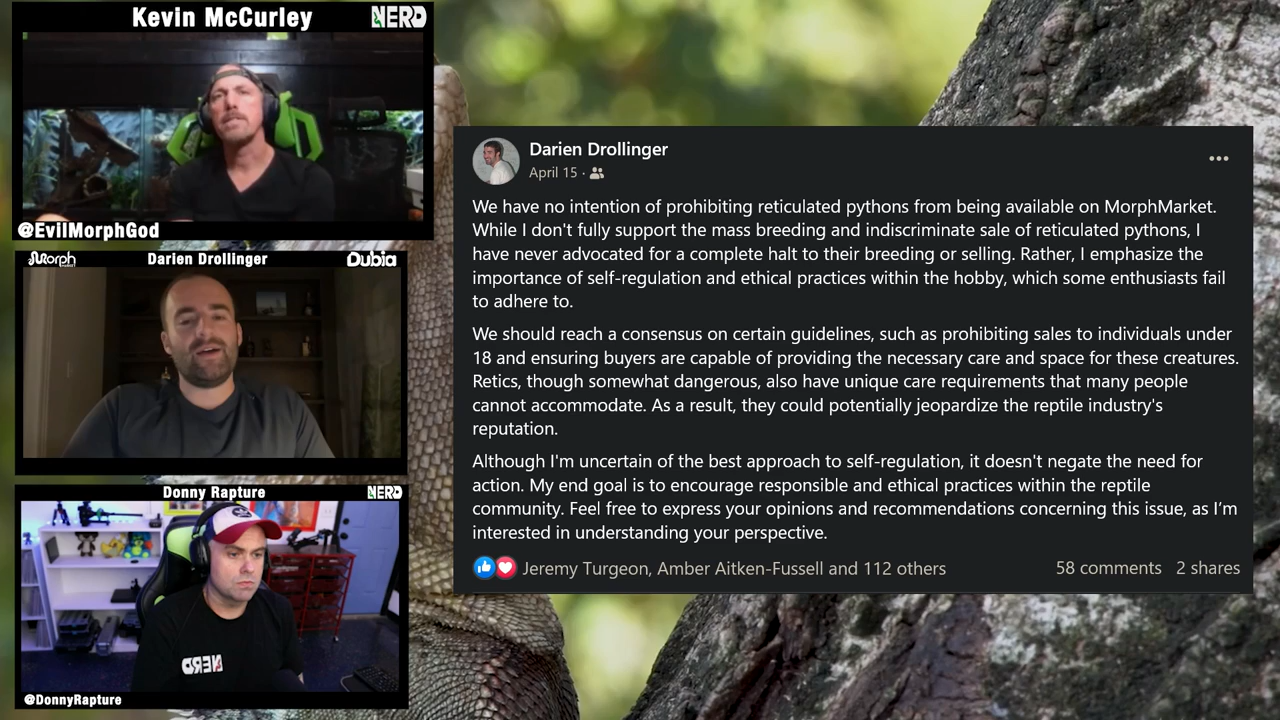 Kevin McCurley
NERD
@EvilMorphGod
Morph
Darien Drollinger
Dubia
Donny Rapture
NERD
NERD
@DonnyRapture
Darien Drollinger
April 15 ·
We have no intention of prohibiting reticulated pythons from being available on MorphMarket.
While I don't fully support the mass breeding and indiscriminate sale of reticulated pythons, I
have never advocated for a complete halt to their breeding or selling. Rather, I emphasize the
importance of self-regulation and ethical practices within the hobby, which some enthusiasts fail
to adhere to.
We should reach a consensus on certain guidelines, such as prohibiting sales to individuals under
18 and ensuring buyers are capable of providing the necessary care and space for these creatures.
Retics, though somewhat dangerous, also have unique care requirements that many people
cannot accommodate. As a result, they could potentially jeopardize the reptile industry's
reputation.
Although I'm uncertain of the best approach to self-regulation, it doesn't negate the need for
action. My end goal is to encourage responsible and ethical practices within the reptile
community. Feel free to express your opinions and recommendations concerning this issue, as I'm
interested in understanding your perspective.
Jeremy Turgeon, Amber Aitken-Fussell and 112 others
58 comments 2 shares